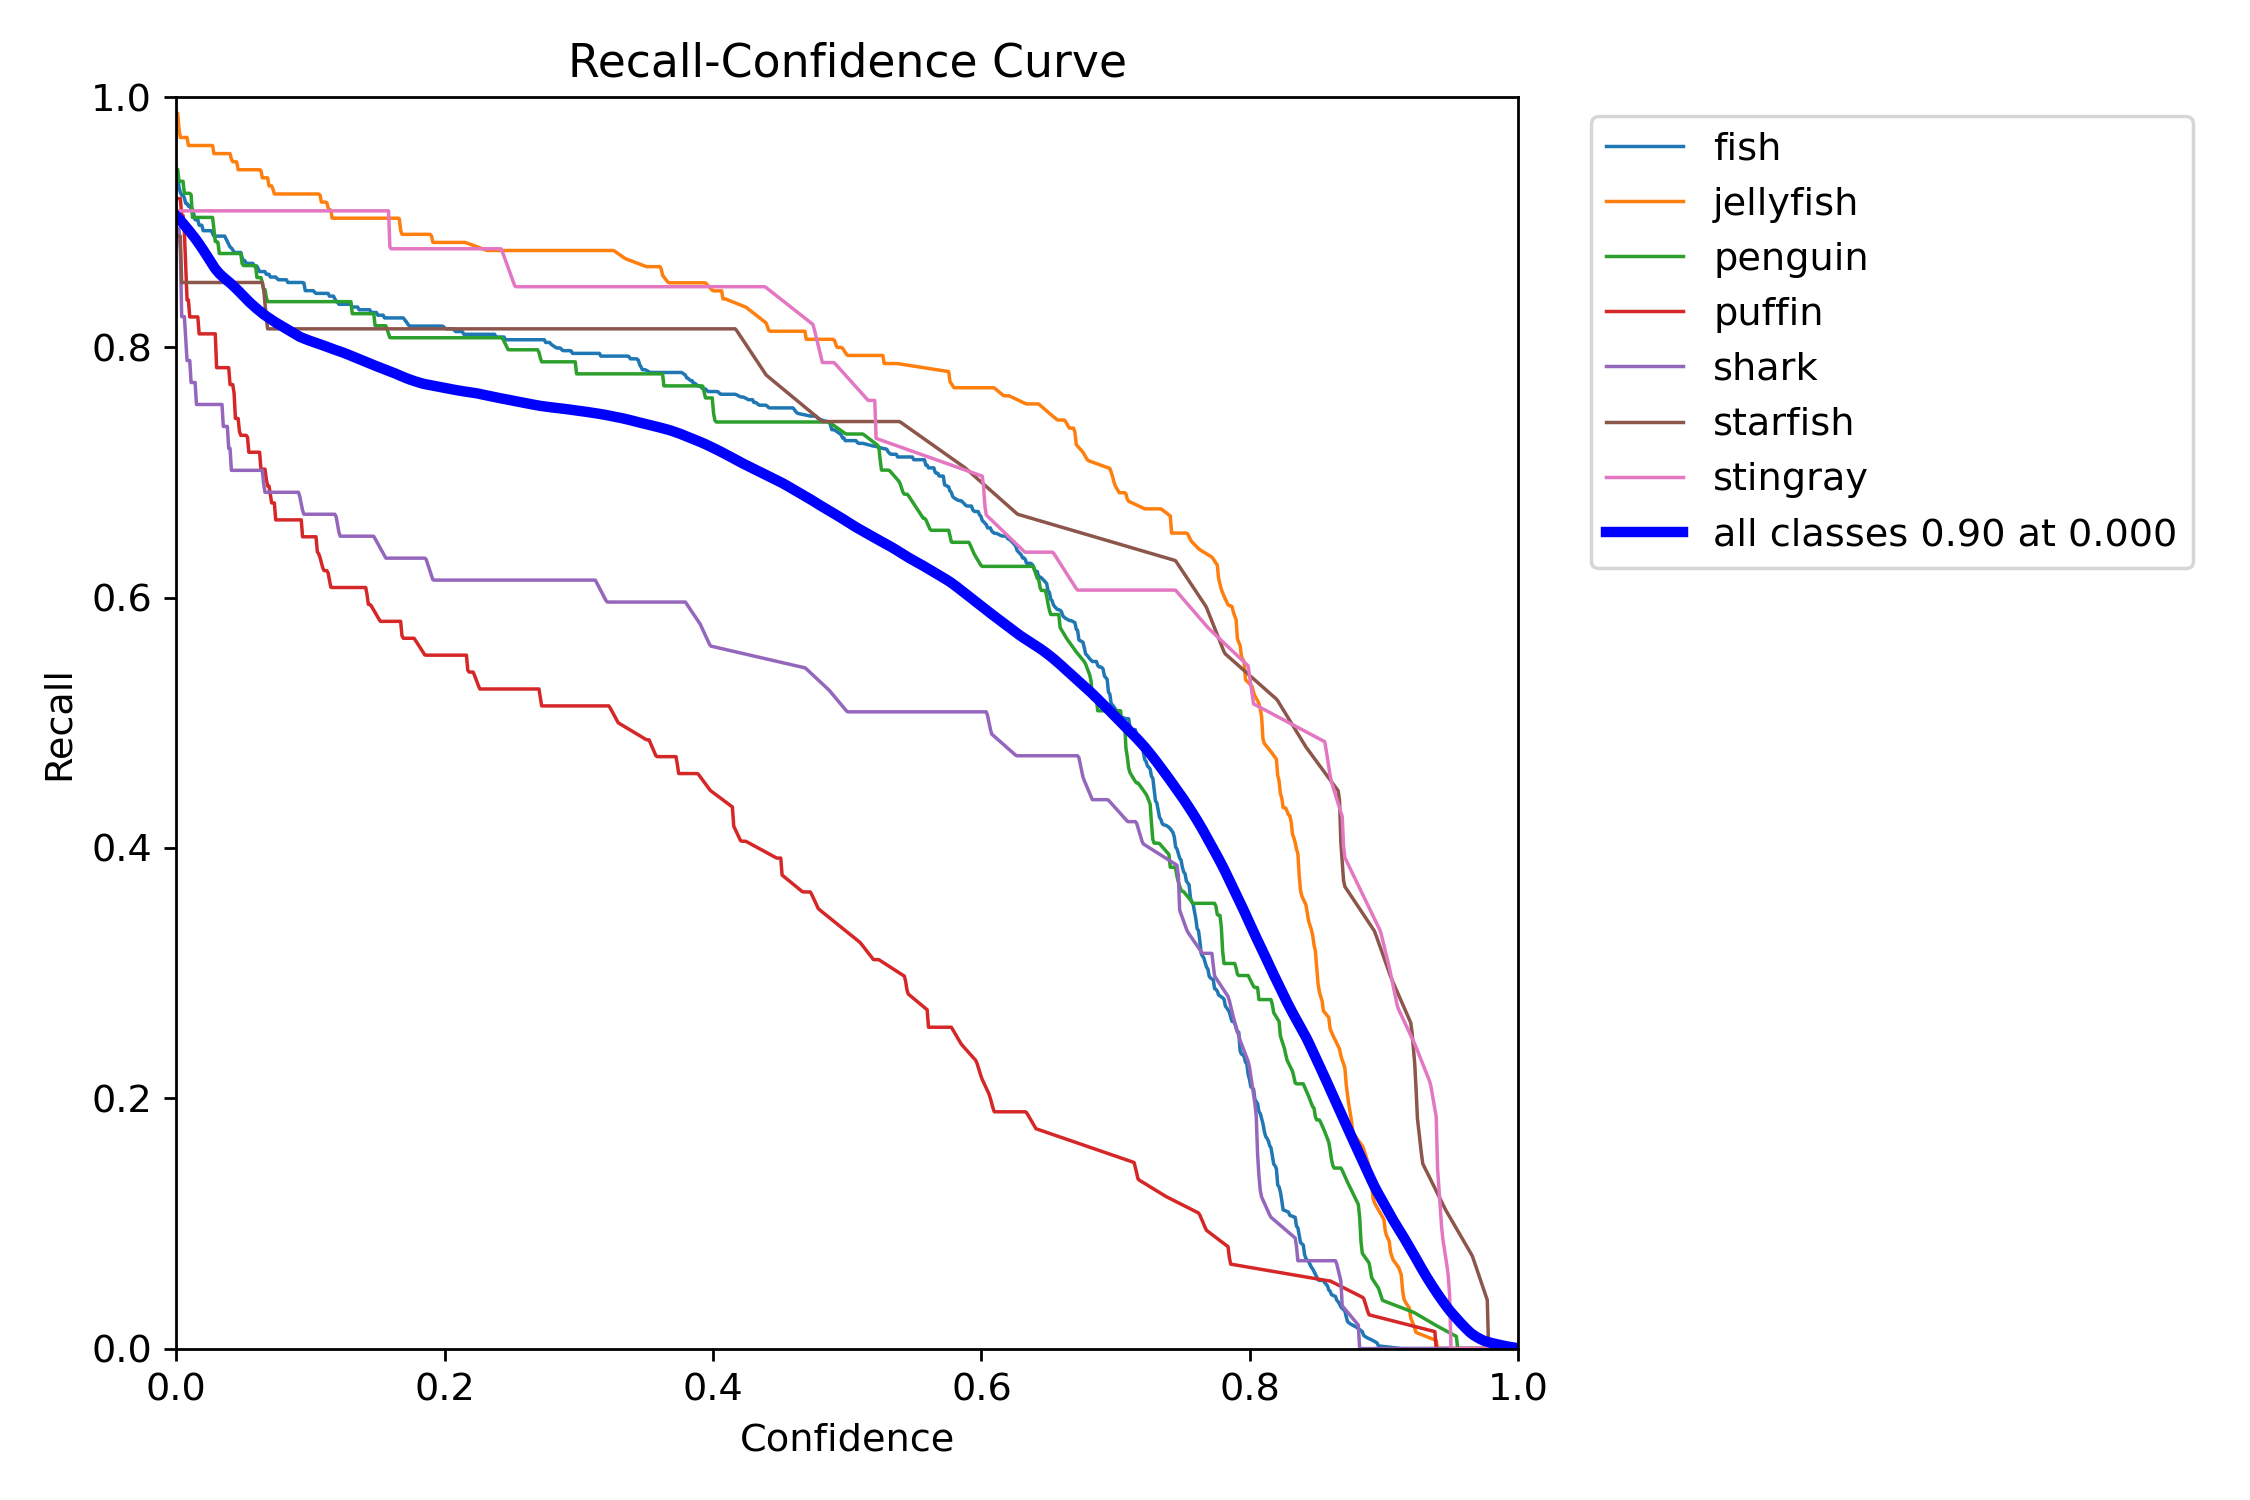 Recall-Confidence Curve
1.0
0.8
0.6
0.4
0.2
0.0
Recall
0.0 0.2 0.4 0.6 0.8 1.0
Confidence
fish
jellyfish
penguin
puffin
shark
starfish
stingray
all classes 0.90 at 0.000